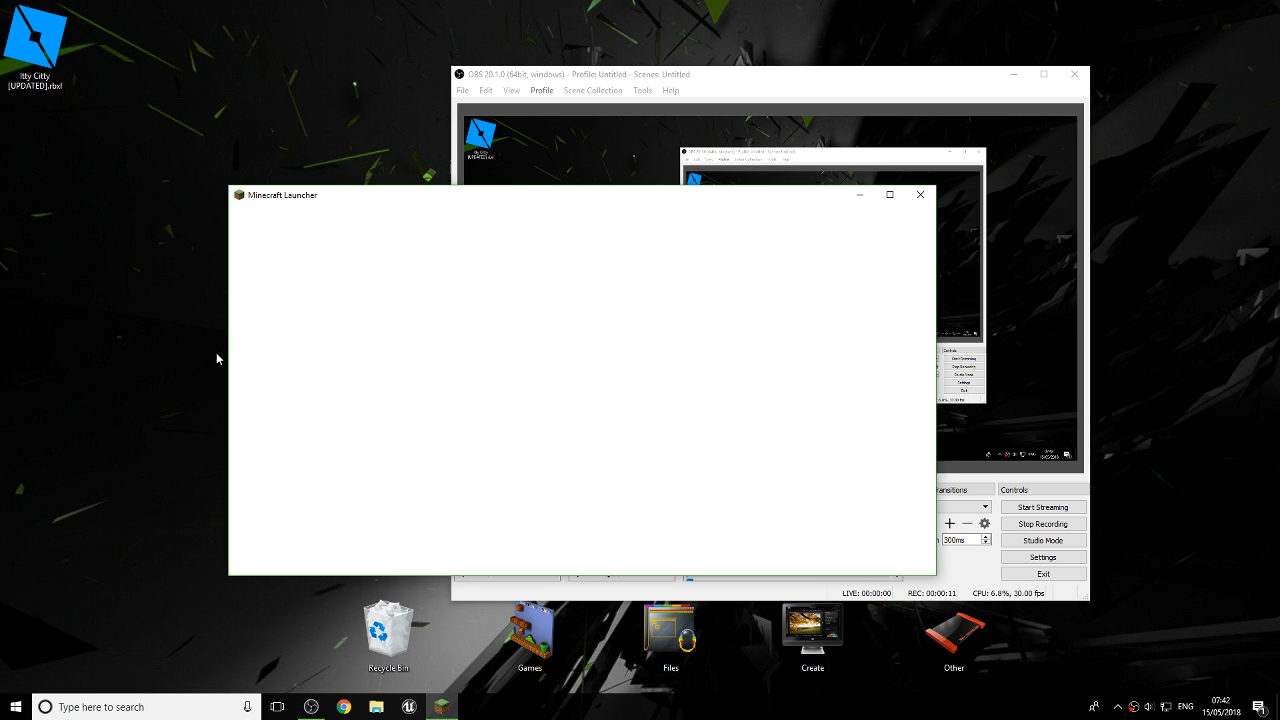 Itty Citty
[UPDATED].rbxl
OBS 20.1.0 (64bit, windows) - Profile: Untitled - Scenes: Untitled
File Edit View Profile Scene Collection Tools Help
Minecraft Launcher
Controls
Start Streaming
300ms
Stop Recording
Studio Mode
Settings
Exit
LIVE: 00:00:00 REC: 00:00:11 CPU: 6.8%, 30.00 fps
Recycle Bin
Games
Files
Create
Other
Type here to search
ENG
07:42
15/05/2018